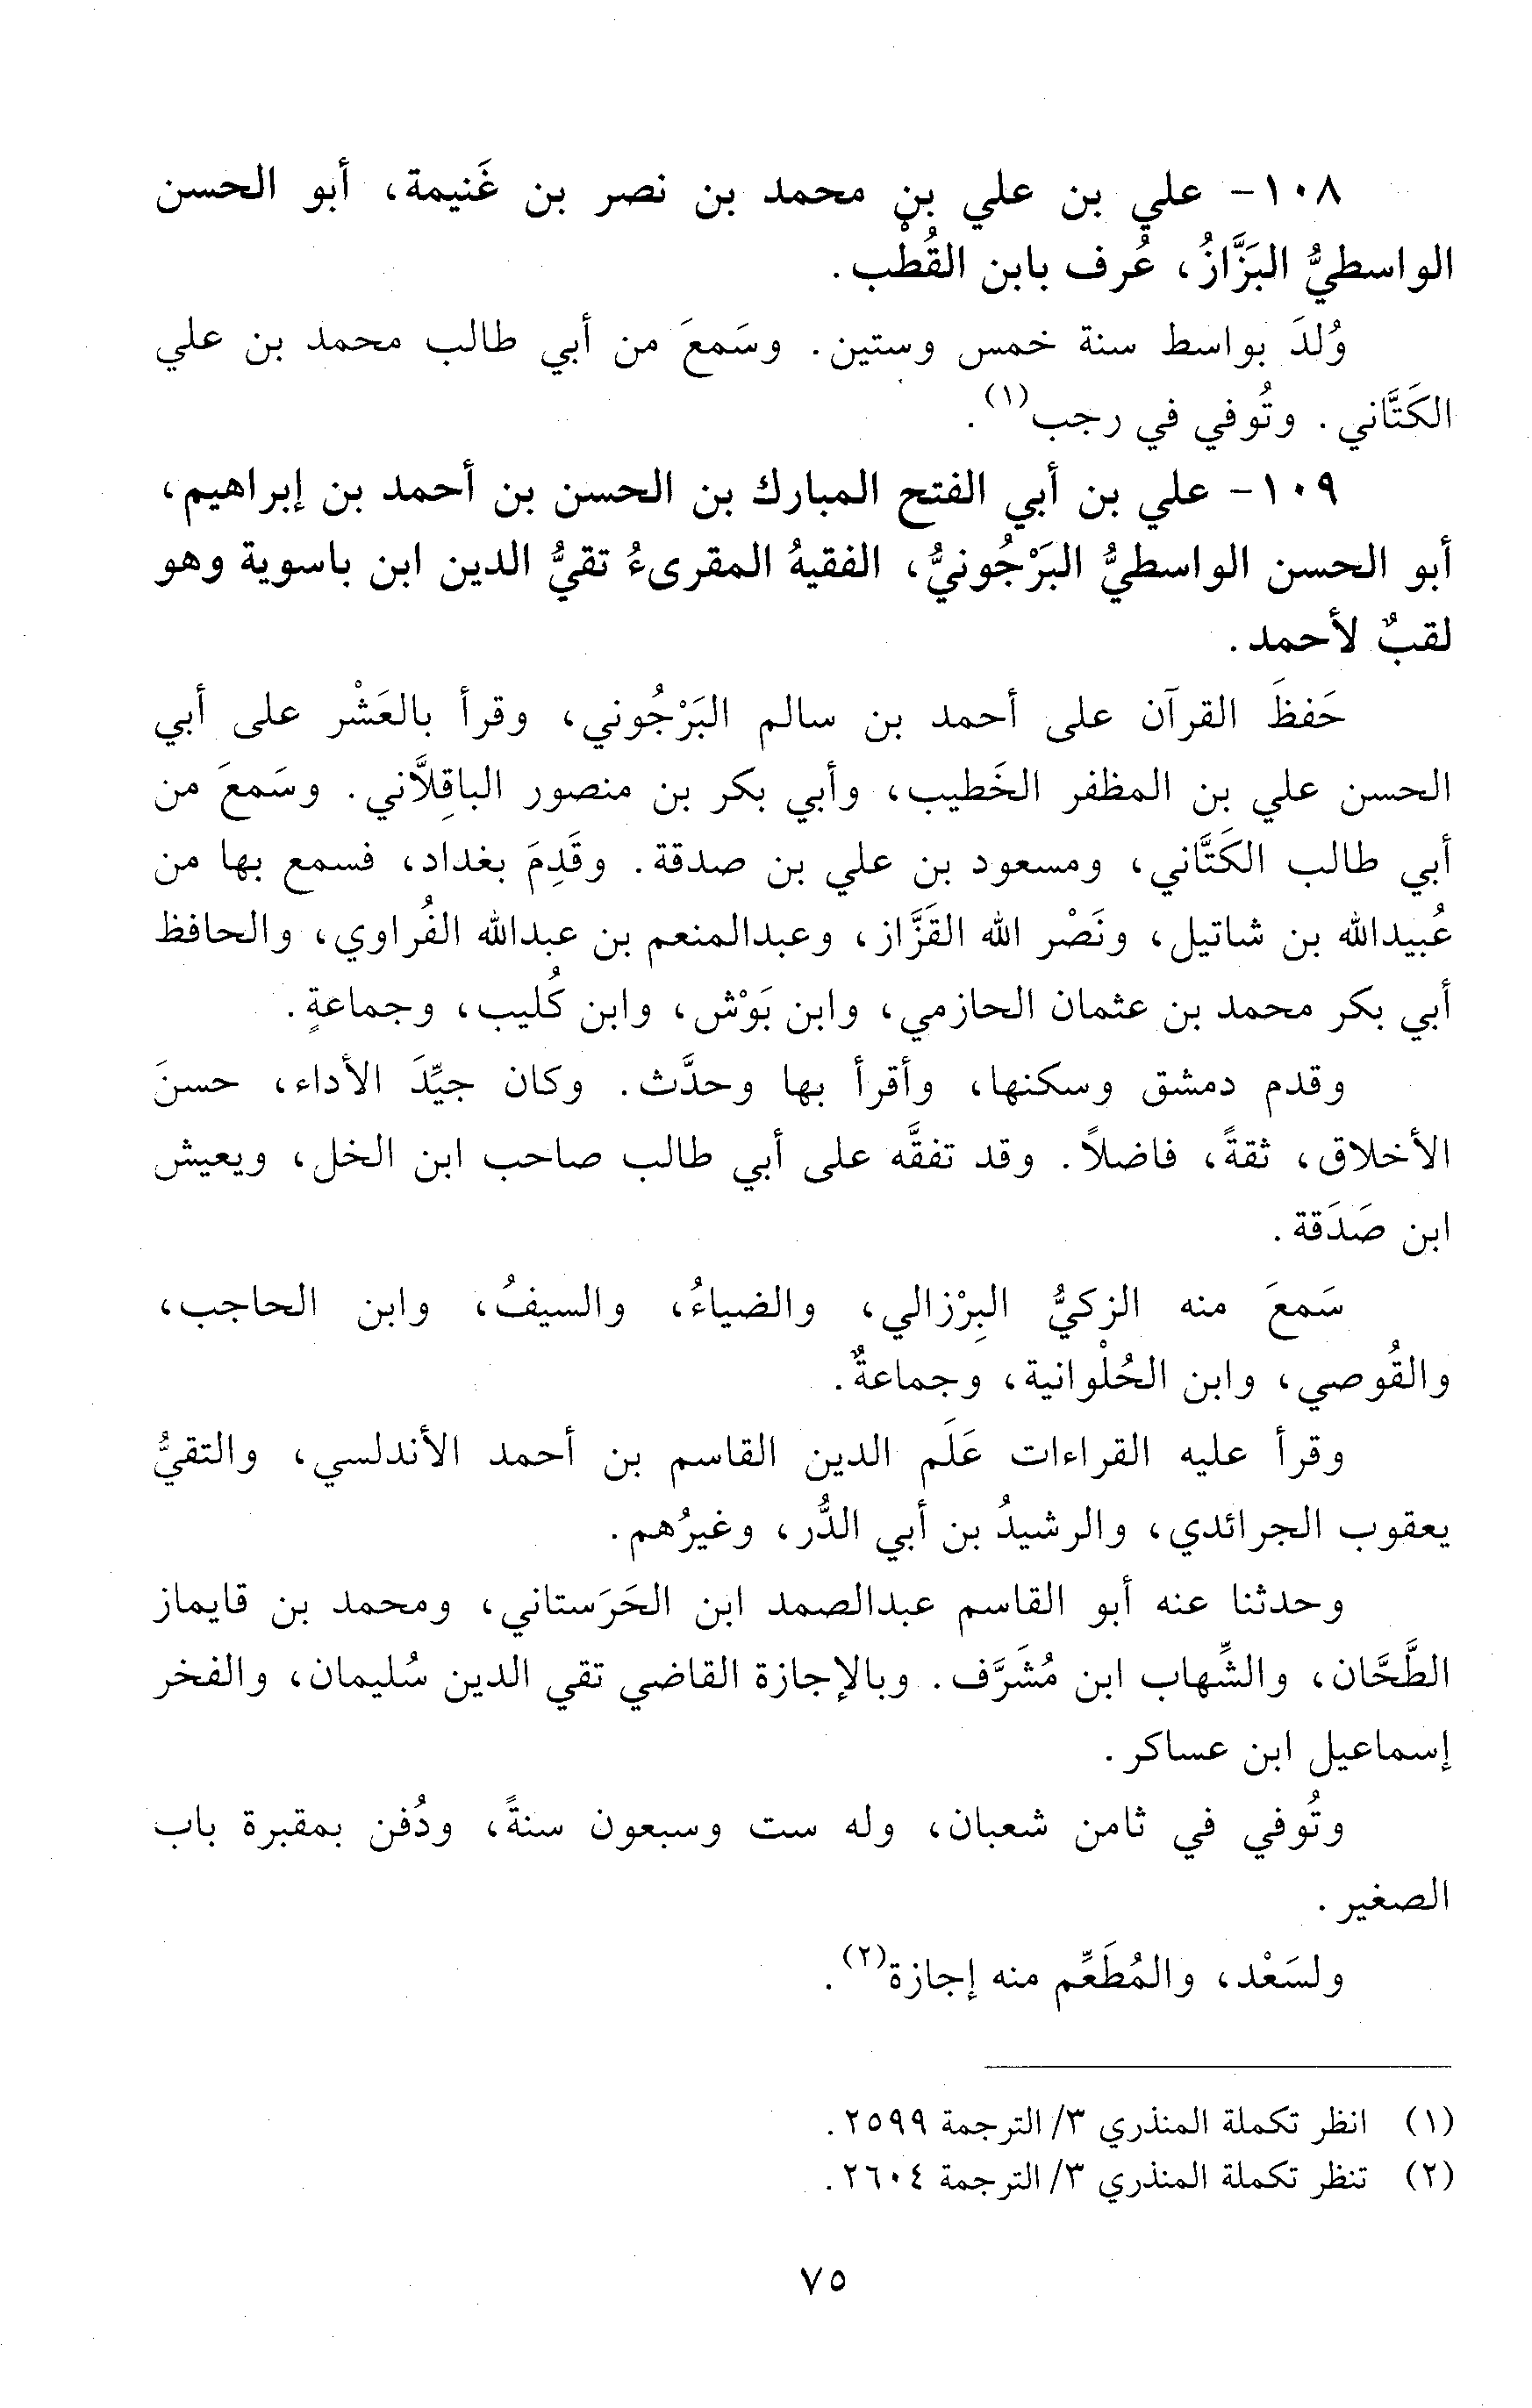 ١٠٨- علي بن علي بن محمد بن نصر بن غَنيمة، أبو الحسن
الواسطيُّ البَزَّازُ، عُرف بابن القُطْب.
وُلدَ بواسط سنة خمس وستين. وسَمعَ من أبي طالب محمد بن علي
الكَتَّاني. وتُوفي في رجب(١).
١٠٩- علي بن أبي الفتح المبارك بن الحسن بن أحمد بن إبراهيم،
أبو الحسن الواسطيُّ البَرْجُونيُّ، الفقيهُ المقرىءُ تقيُّ الدين ابن باسوية وهو
لقبٌ لأحمد.
حَفظَ القرآن على أحمد بن سالم البَرْجُوني، وقرأ بالعَشْر على أبي
الحسن علي بن المظفر الخَطيب، وأبي بكر بن منصور الباقِلاَّني. وسَمعَ من
أبي طالب الكَتَّاني، ومسعود بن علي بن صدقة. وقَدِمَ بغداد، فسمع بها من
عُبيدالله بن شاتيل، ونَصْر الله القَزَّاز، وعبدالمنعم بن عبدالله الفُراوي، والحافظ
أبي بكر محمد بن عثمان الحازمي، وابن بَوْش، وابن كُليب، وجماعةٍ.
وقدم دمشق وسكنها، وأقرأ بها وحدَّث. وكان جيِّدَ الأداء، حسنَ
الأخلاق، ثقةً، فاضلاً. وقد تفقَّه على أبي طالب صاحب ابن الخل، ويعيش
ابن صَدَقة.
سَمعَ منه الزكيُّ البِرْزالي، والضياءُ، والسيفُ، وابن الحاجب،
والقُوصي، وابن الحُلْوانية، وجماعةٌ.
وقرأ عليه القراءات عَلَم الدين القاسم بن أحمد الأندلسي، والتقيُّ
يعقوب الجرائدي، والرشيدُ بن أبي الدُّر، وغيرُهم.
وحدثنا عنه أبو القاسم عبدالصمد ابن الحَرَستاني، ومحمد بن قايماز
الطَّحَّان، والشِّهاب ابن مُشَرَّف. وبالإجازة القاضي تقي الدين سُليمان، والفخر
إسماعيل ابن عساكر.
وتُوفي في ثامن شعبان، وله ست وسبعون سنةً، ودُفن بمقبرة باب
الصغير.
ولسَعْد، والمُطَعِّم منه إجازة(٢).
(١) انظر تكملة المنذري ٣/ الترجمة ٢٥٩٩.
(٢) تنظر تكملة المنذري ٣/ الترجمة ٢٦٠٤.
٧٥